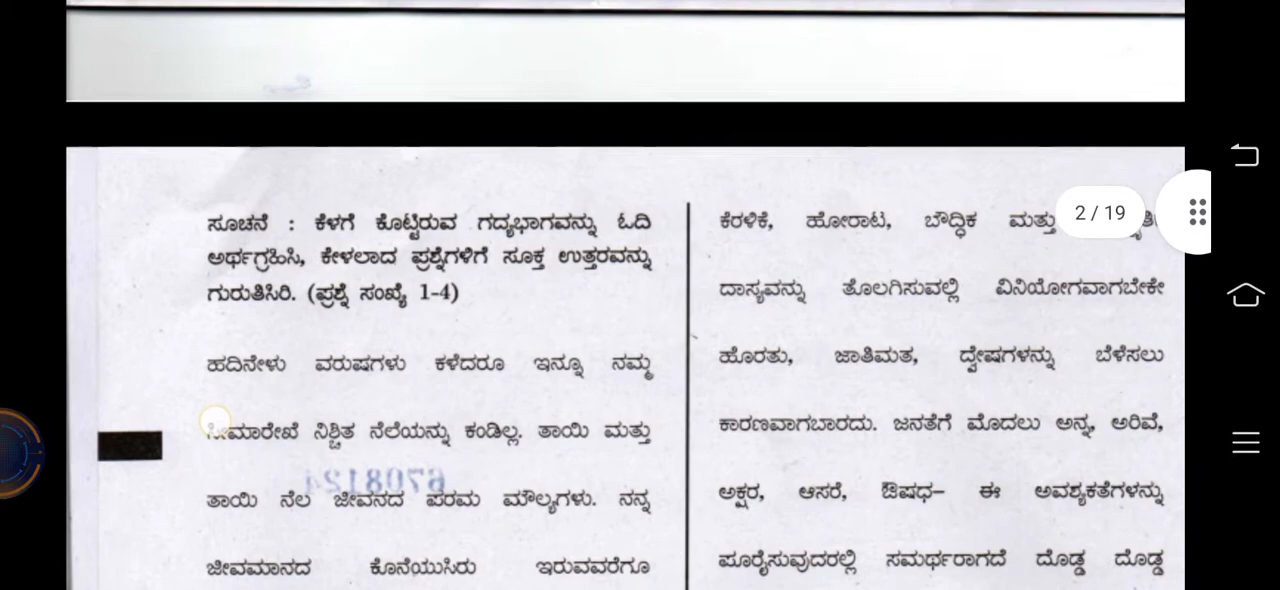 ಸೂಚನೆ : ಕೆಳಗೆ ಕೊಟ್ಟಿರುವ ಗದ್ಯಭಾಗವನ್ನು ಓದಿ
ಅರ್ಥಗ್ರಹಿಸಿ, ಕೇಳಲಾದ ಪ್ರಶ್ನೆಗಳಿಗೆ ಸೂಕ್ತ ಉತ್ತರವನ್ನು
ಗುರುತಿಸಿರಿ. (ಪ್ರಶ್ನೆ ಸಂಖ್ಯೆ 1-4)
ಹದಿನೇಳು ವರುಷಗಳು ಕಳೆದರೂ ಇನ್ನೂ ನಮ್ಮ
ಸೀಮಾರೇಖೆ ನಿಶ್ಚಿತ ನೆಲೆಯನ್ನು ಕಂಡಿಲ್ಲ. ತಾಯಿ ಮತ್ತು
ತಾಯಿ ನೆಲ ಜೀವನದ ಪರಮ ಮೌಲ್ಯಗಳು. ನನ್ನ
ಜೀವಮಾನದ ಕೊನೆಯುಸಿರು ಇರುವವರೆಗೂ
6708124
ಕೆರಳಿಕೆ, ಹೋರಾಟ, ಬೌದ್ಧಿಕ ಮತ್ತು
ದಾಸ್ಯವನ್ನು ತೊಲಗಿಸುವಲ್ಲಿ ವಿನಿಯೋಗವಾಗಬೇಕೇ
ಹೊರತು, ಜಾತಿಮತ, ದ್ವೇಷಗಳನ್ನು ಬೆಳೆಸಲು
ಕಾರಣವಾಗಬಾರದು. ಜನತೆಗೆ ಮೊದಲು ಅನ್ನ, ಅರಿವೆ,
ಅಕ್ಷರ, ಆಸರೆ, ಔಷಧ– ಈ ಅವಶ್ಯಕತೆಗಳನ್ನು
ಪೂರೈಸುವುದರಲ್ಲಿ ಸಮರ್ಥರಾಗದೆ ದೊಡ್ಡ ದೊಡ್ಡ
2 / 19